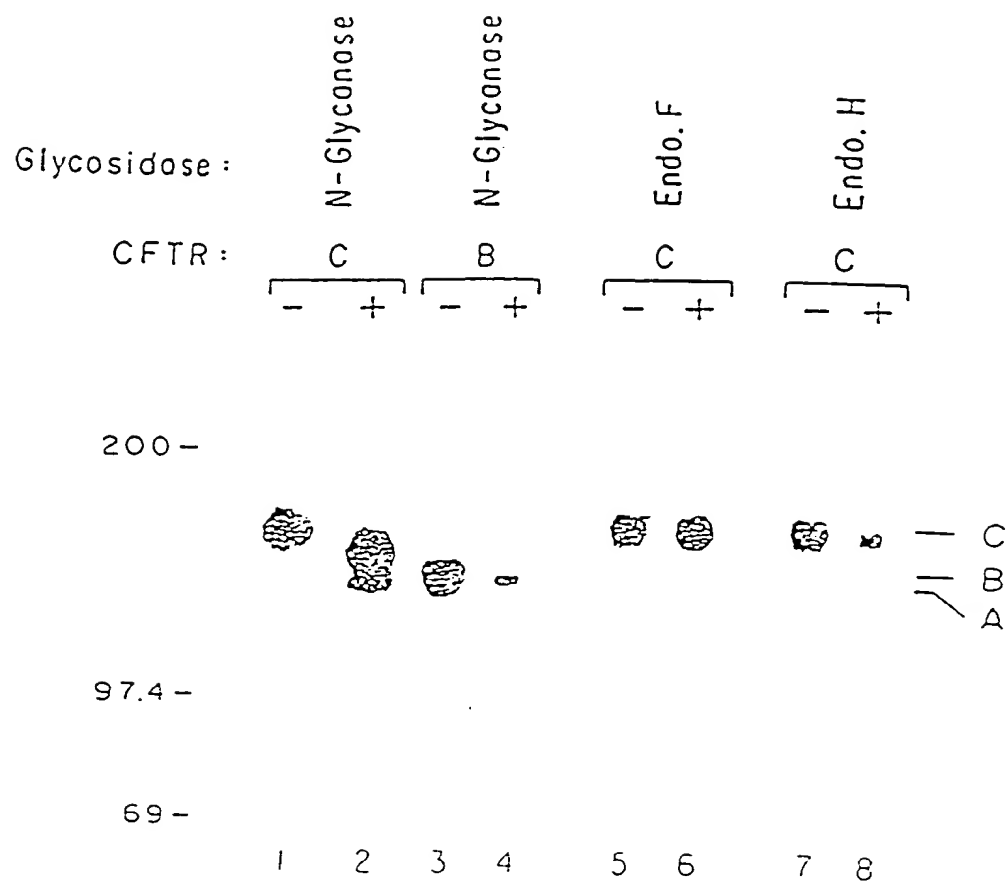 Glycosidase :
N-Glycanase
N-Glycanase
Endo. F
Endo. H
CFTR :
C
B
C
C
- + - + - + - +
200 -
C
B
A
97.4 -
69 -
1 2 3 4 5 6 7 8